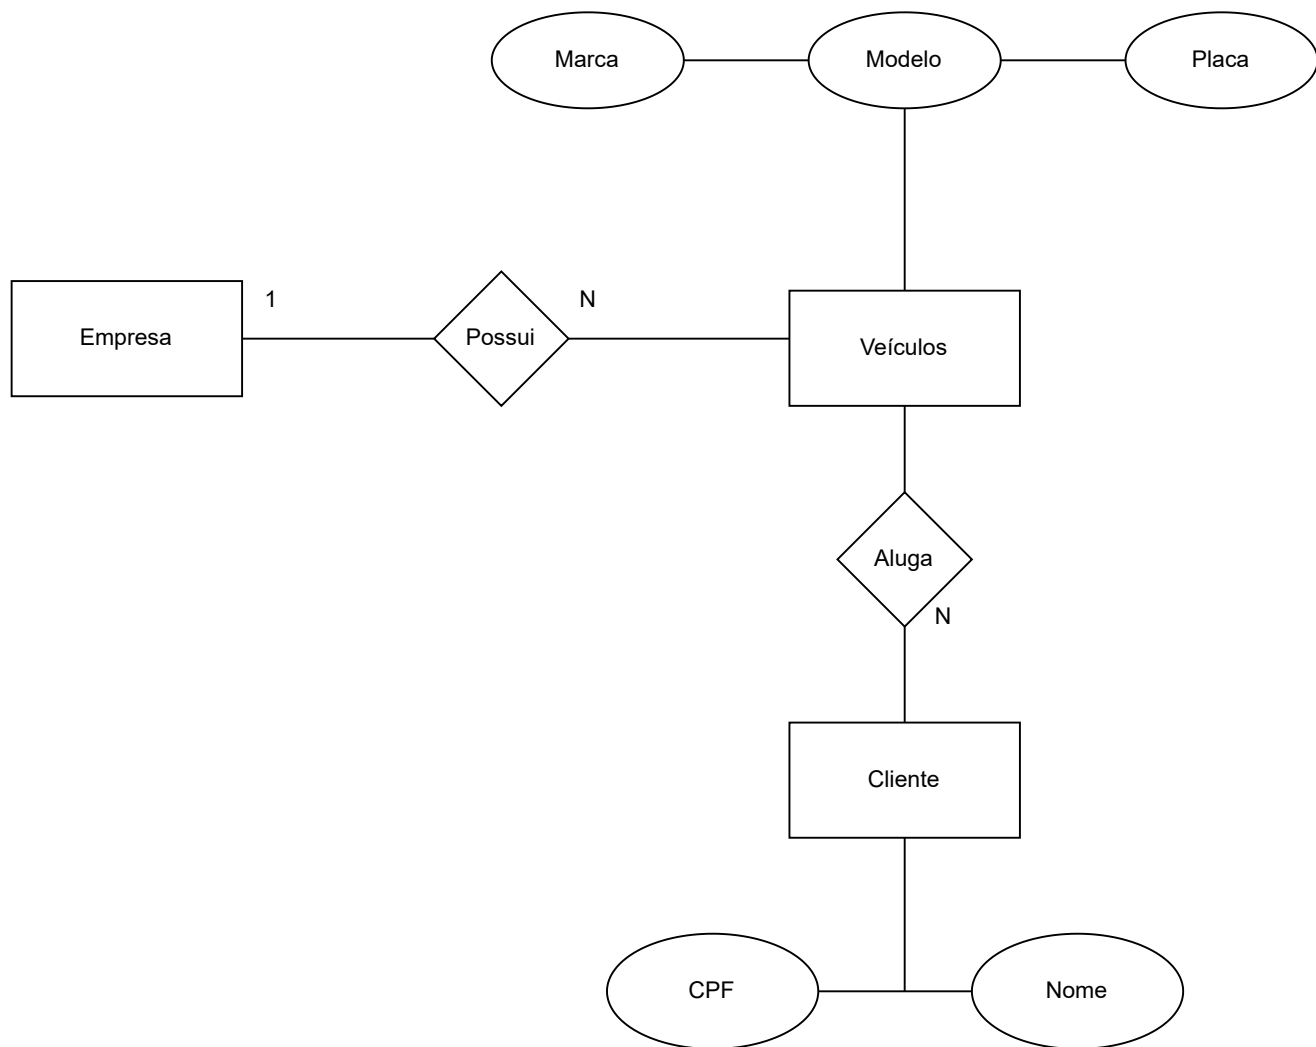 Marca
Modelo
Placa
Empresa
1
Possui
N
Veículos
Aluga
N
Cliente
CPF
Nome